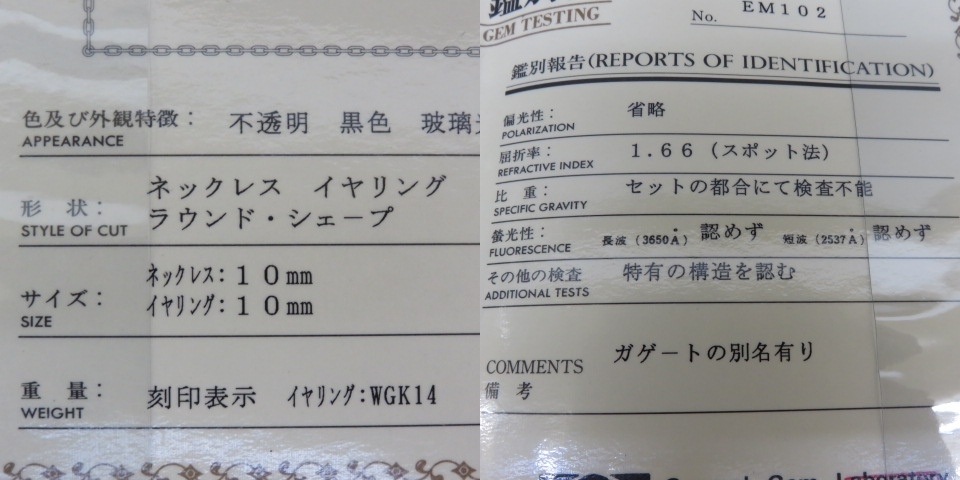 色及び外観特徴： 不透明 黒色 玻璃
APPEARANCE
形 状： ネックレス イヤリング
STYLE OF CUT ラウンド・シェープ
サイズ： ネックレス：１０mm
SIZE イヤリング：１０mm
重 量： 刻印表示 イヤリング：WGK14
WEIGHT
GEM TESTING
No. ＥＭ１０２
鑑別報告(REPORTS OF IDENTIFICATION)
偏光性： 省略
POLARIZATION
屈折率： １.６６（スポット法）
REFRACTIVE INDEX
比 重： セットの都合にて検査不能
SPECIFIC GRAVITY
螢光性： 長波（3650Å） 認めず 短波（2537Å） 認めず
FLUORESCENCE
その他の検査 特有の構造を認む
ADDITIONAL TESTS
COMMENTS ガゲートの別名有り
備 考